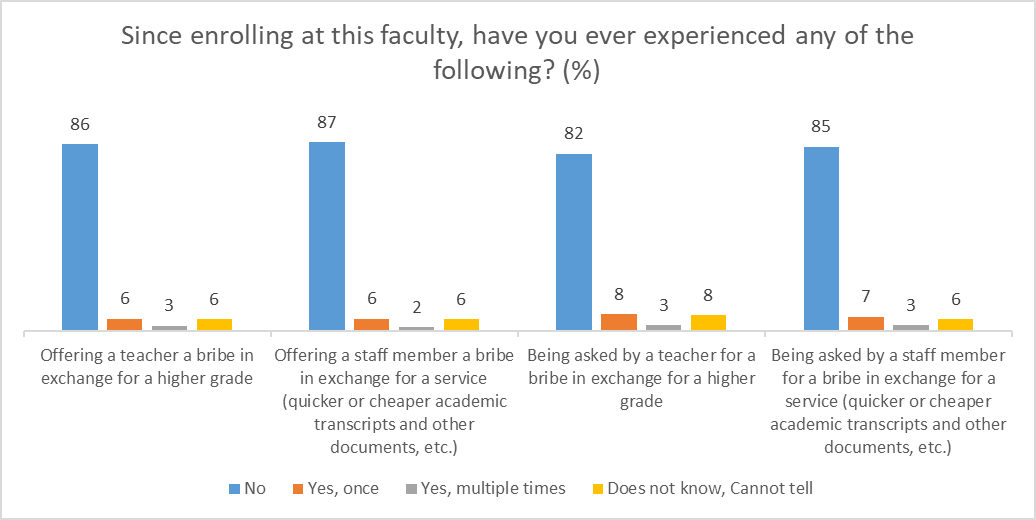 Since enrolling at this faculty, have you ever experienced any of the
following? (%)
86
6
3
6
87
6
2
6
82
8
3
8
85
7
3
6
Offering a teacher a bribe in
exchange for a higher grade
Offering a staff member a bribe
in exchange for a service
(quicker or cheaper academic
transcripts and other
documents, etc.)
Being asked by a teacher for a
bribe in exchange for a higher
grade
Being asked by a staff member
for a bribe in exchange for a
service (quicker or cheaper
academic transcripts and other
documents, etc.)
No
Yes, once
Yes, multiple times
Does not know, Cannot tell